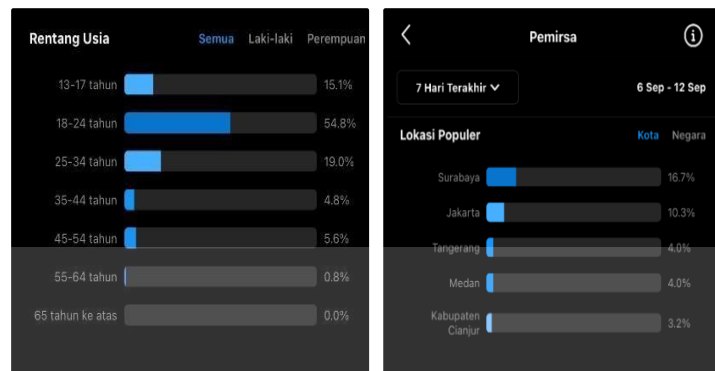 Rentang Usia Semua Laki-laki Perempuan
13-17 tahun 15.1%
18-24 tahun 54.8%
25-34 tahun 19.0%
35-44 tahun 4.8%
45-54 tahun 5.6%
55-64 tahun 0.8%
65 tahun ke atas 0.0%
Pemirsa
7 Hari Terakhir 6 Sep - 12 Sep
Lokasi Populer Kota Negara
Surabaya 16.7%
Jakarta 10.3%
Tangerang 4.0%
Medan 4.0%
Kabupaten
Cianjur 3.2%